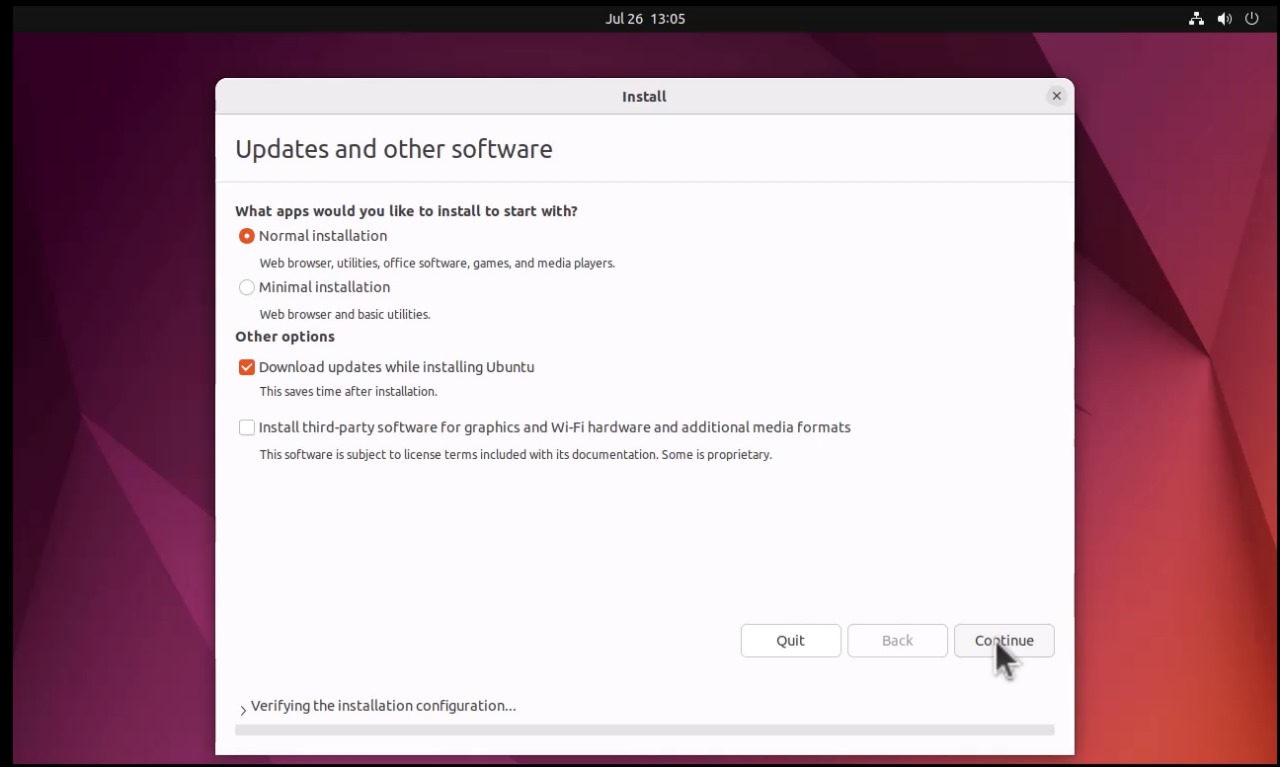 Jul 26 13:05
Install
Updates and other software
What apps would you like to install to start with?
Normal installation
Web browser, utilities, office software, games, and media players.
Minimal installation
Web browser and basic utilities.
Other options
Download updates while installing Ubuntu
This saves time after installation.
Install third-party software for graphics and Wi-Fi hardware and additional media formats
This software is subject to license terms included with its documentation. Some is proprietary.
Quit Back Continue
Verifying the installation configuration...